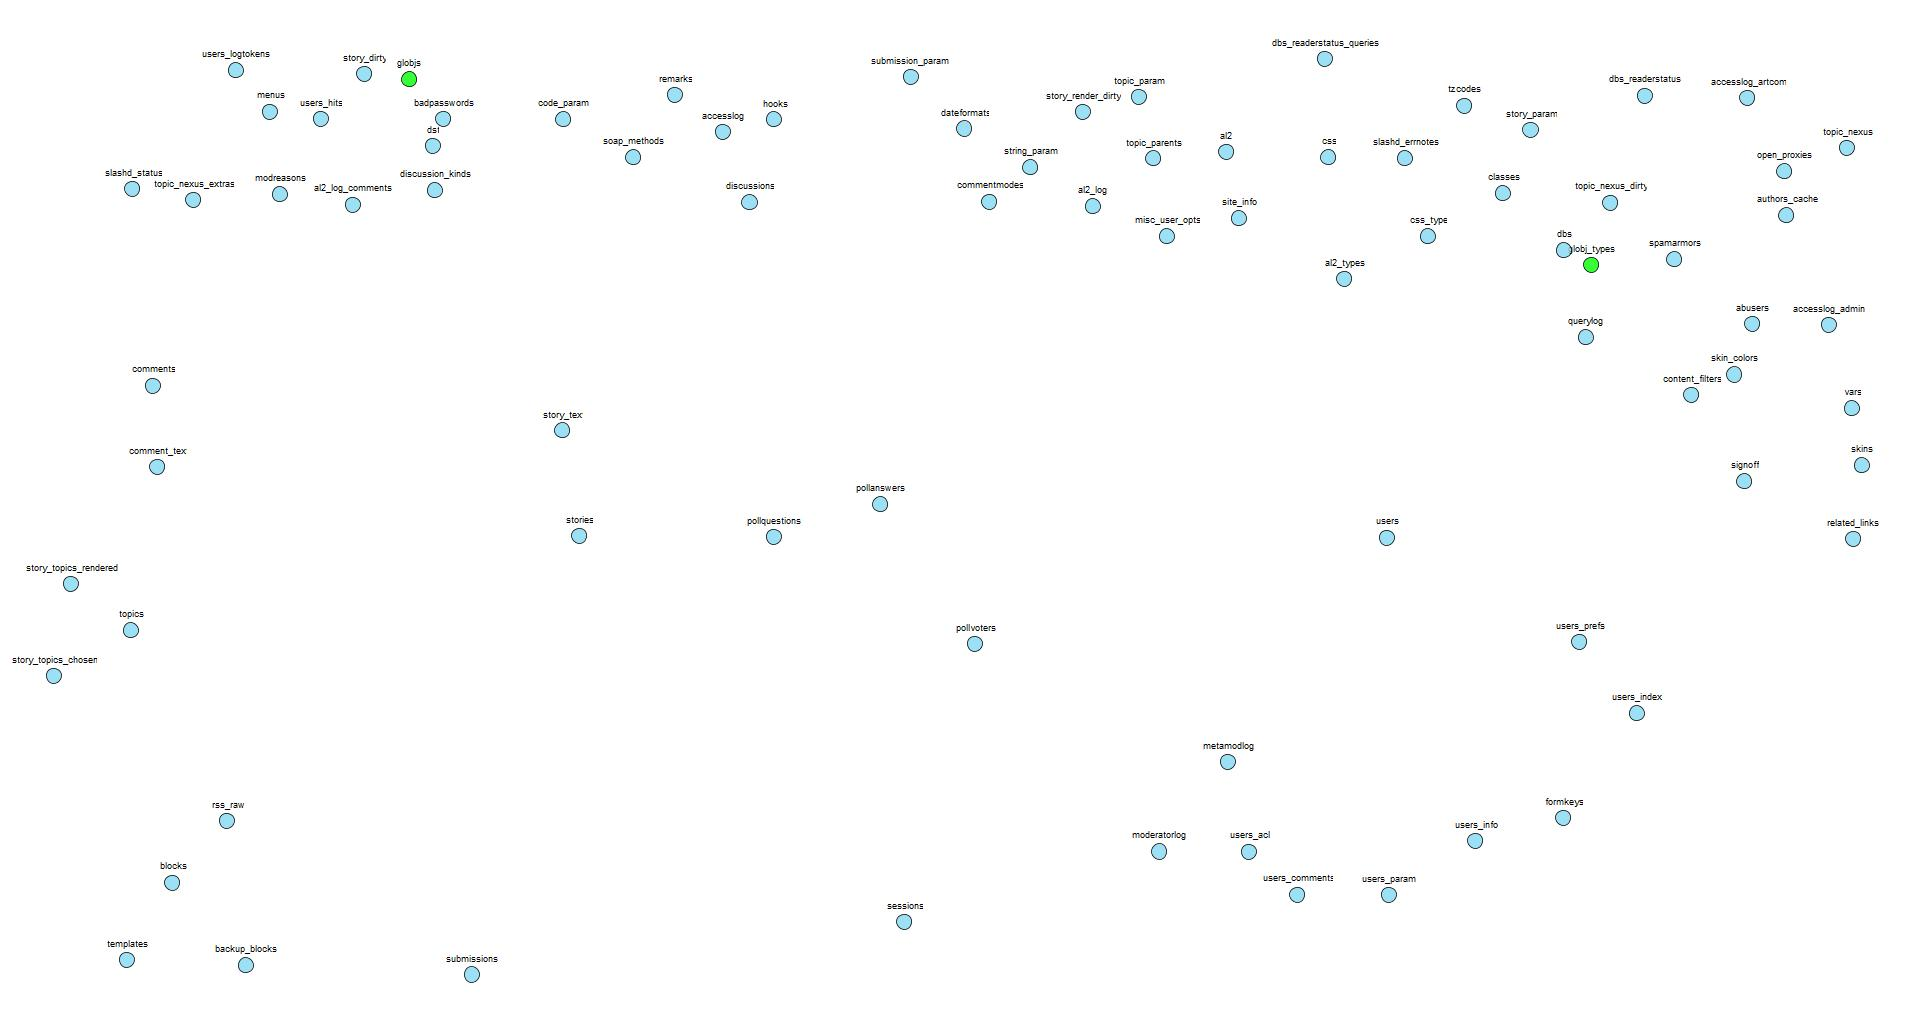 dbs_readerstatus_queries
users_logtokens
story_dirty
globjs
submission_param
remarks
topic_param
dbs_readerstatus
accesslog_artcom
menus
users_hits
badpasswords
code_param
hooks
story_render_dirty
tzcodes
accesslog
dateformats
story_param
dst
soap_methods
string_param
topic_parents
al2
css
slashd_errnotes
topic_nexus
open_proxies
slashd_status
topic_nexus_extras
modreasons
al2_log_comments
discussion_kinds
discussions
commentmodes
al2_log
classes
topic_nexus_dirty
authors_cache
misc_user_opts
site_info
css_type
dbs
globj_types
spamarmors
al2_types
querylog
abusers
accesslog_admin
comments
skin_colors
content_filters
vars
story_tex
comment_tex
signoff
skins
pollanswers
stories
pollquestions
users
related_links
story_topics_rendered
topics
pollvoters
users_prefs
story_topics_chosen
users_index
metamodlog
rss_raw
formkeys
moderatorlog
users_acl
users_info
blocks
users_comments
users_param
sessions
templates
backup_blocks
submissions